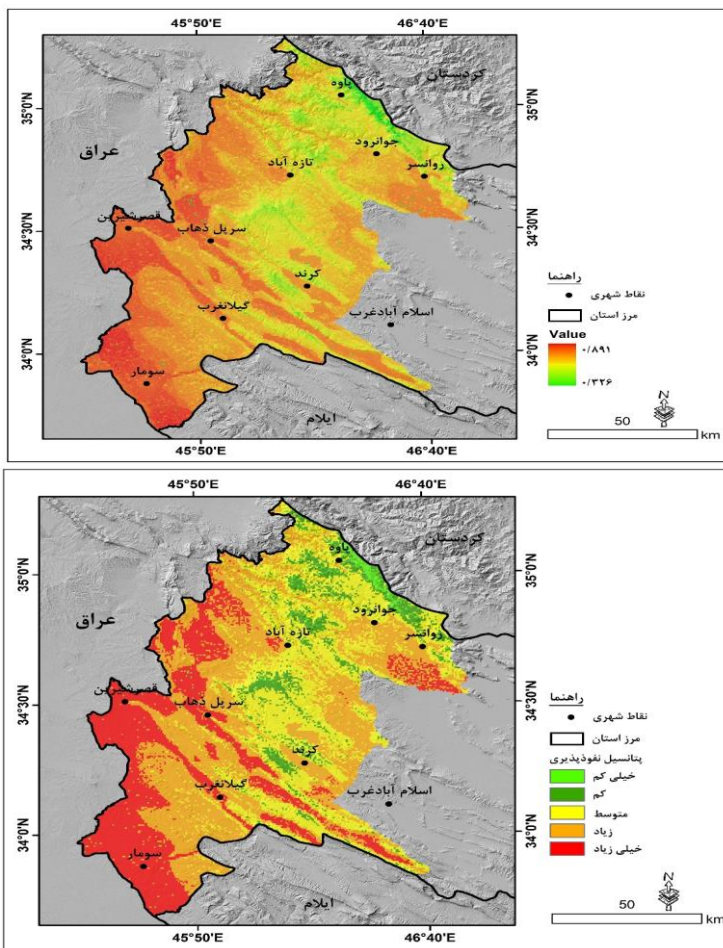 45°50'E
46°40'E
کردستان
پاوه
35°0'N
35°0'N
عراق
جوانرود
تازه آباد
روانسر
قصرشیرین
سرپل ذهاب
34°30'N
34°30'N
کرند
گیلانغرب
اسلام آبادغرب
34°0'N
34°0'N
سومار
ایلام
45°50'E
46°40'E
راهنما
نقاط شهری
مرز استان
Value
۰/۸۹۱
۰/۳۲۶
N
50
km
45°50'E
46°40'E
کردستان
پاوه
35°0'N
35°0'N
عراق
جوانرود
تازه آباد
روانسر
قصرشیرین
سرپل ذهاب
34°30'N
34°30'N
کرند
گیلانغرب
اسلام آبادغرب
34°0'N
34°0'N
سومار
ایلام
45°50'E
46°40'E
راهنما
نقاط شهری
مرز استان
پتانسیل نفوذپذیری
خیلی کم
کم
متوسط
زیاد
خیلی زیاد
N
50
km